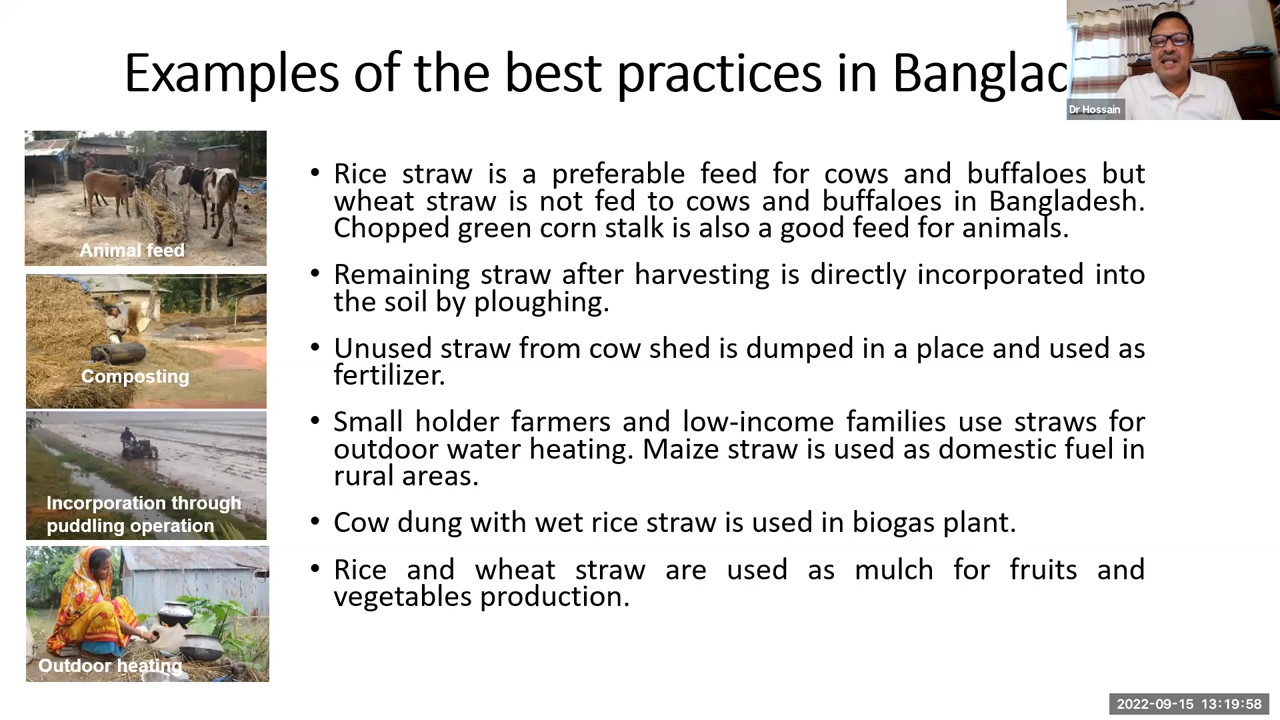 Examples of the best practices in Banglad
Dr Hossain
Animal feed
Composting
Incorporation through
puddling operation
Outdoor heating
• Rice straw is a preferable feed for cows and buffaloes but
wheat straw is not fed to cows and buffaloes in Bangladesh.
Chopped green corn stalk is also a good feed for animals.
• Remaining straw after harvesting is directly incorporated into
the soil by ploughing.
• Unused straw from cow shed is dumped in a place and used as
fertilizer.
• Small holder farmers and low-income families use straws for
outdoor water heating. Maize straw is used as domestic fuel in
rural areas.
• Cow dung with wet rice straw is used in biogas plant.
• Rice and wheat straw are used as mulch for fruits and
vegetables production.
2022-09-15 13:19:58